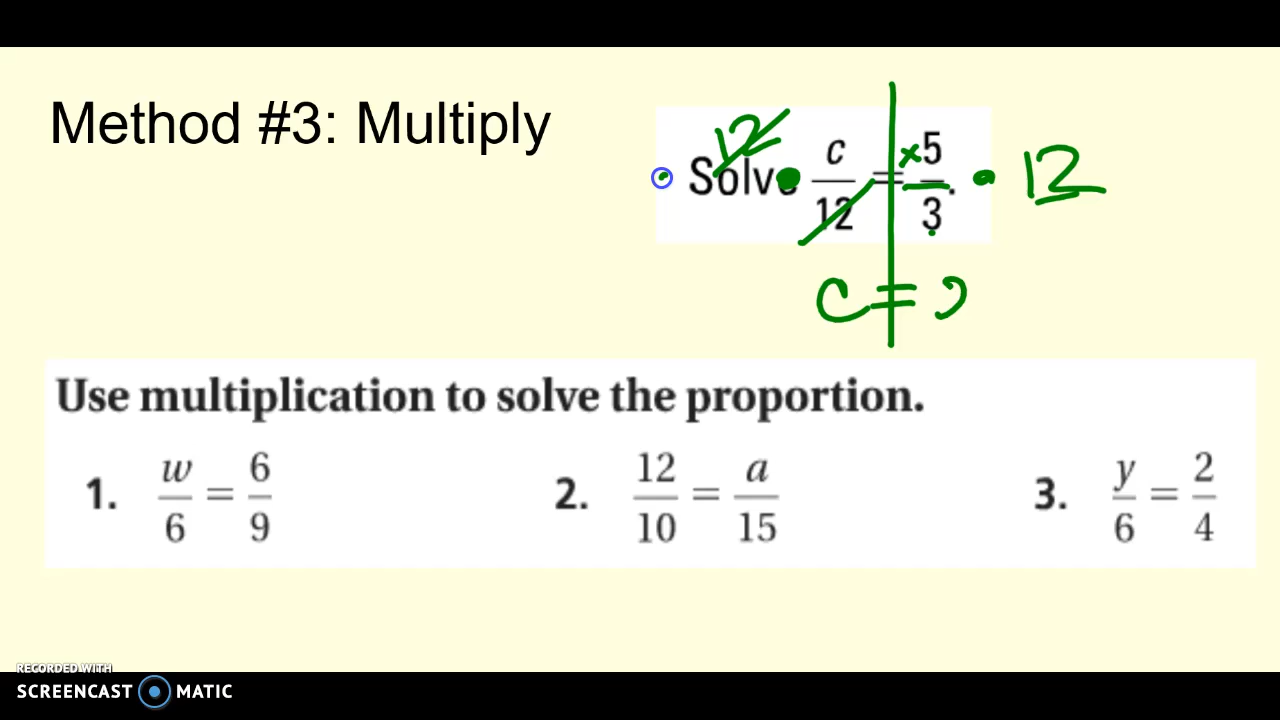 Method #3: Multiply
12
Solve c/12 = × 5/3. • 12
c =
Use multiplication to solve the proportion.
1. w/6 = 6/9
2. 12/10 = a/15
3. y/6 = 2/4
RECORDED WITH
SCREENCAST MATIC